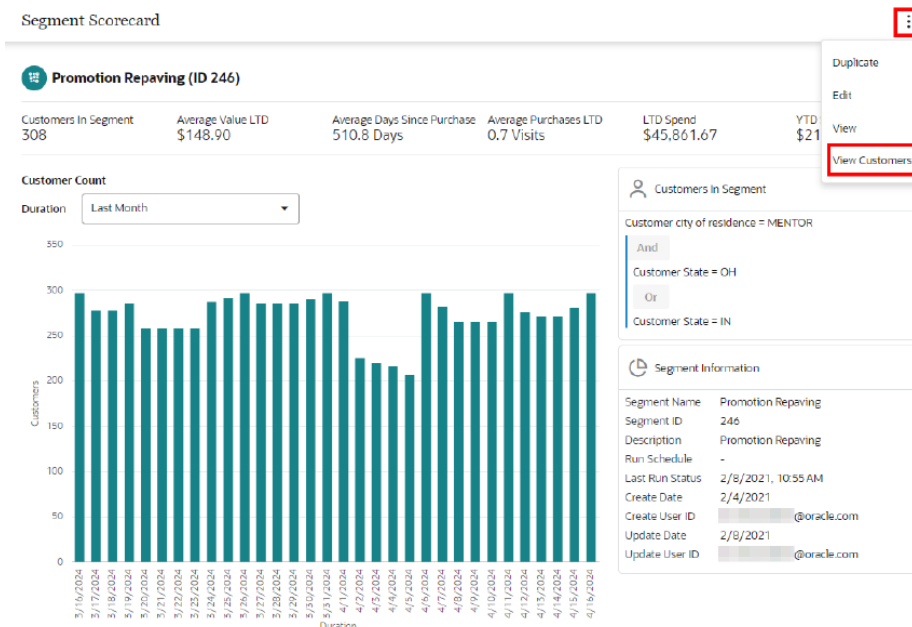 Segment Scorecard
Duplicate
Edit
View
View Customers
Promotion Repaving (ID 246)
Customers In Segment
308
Average Value LTD
$148.90
Average Days Since Purchase
510.8 Days
Average Purchases LTD
0.7 Visits
LTD Spend
$45,861.67
YTD
$21
Customer Count
Duration Last Month
Customers
350
300
250
200
150
100
50
0
3/16/2024
3/17/2024
3/18/2024
3/19/2024
3/20/2024
3/21/2024
3/22/2024
3/23/2024
3/24/2024
3/25/2024
3/26/2024
3/27/2024
3/28/2024
3/29/2024
3/30/2024
3/31/2024
4/1/2024
4/2/2024
4/3/2024
4/4/2024
4/5/2024
4/6/2024
4/7/2024
4/8/2024
4/9/2024
4/10/2024
4/11/2024
4/12/2024
4/13/2024
4/14/2024
4/15/2024
4/16/2024
Duration
Customers In Segment
Customer city of residence = MENTOR
And
Customer State = OH
Or
Customer State = IN
Segment Information
Segment Name Promotion Repaving
Segment ID 246
Description Promotion Repaving
Run Schedule -
Last Run Status 2/8/2021, 10:55 AM
Create Date 2/4/2021
Create User ID @oracle.com
Update Date 2/8/2021
Update User ID @oracle.com